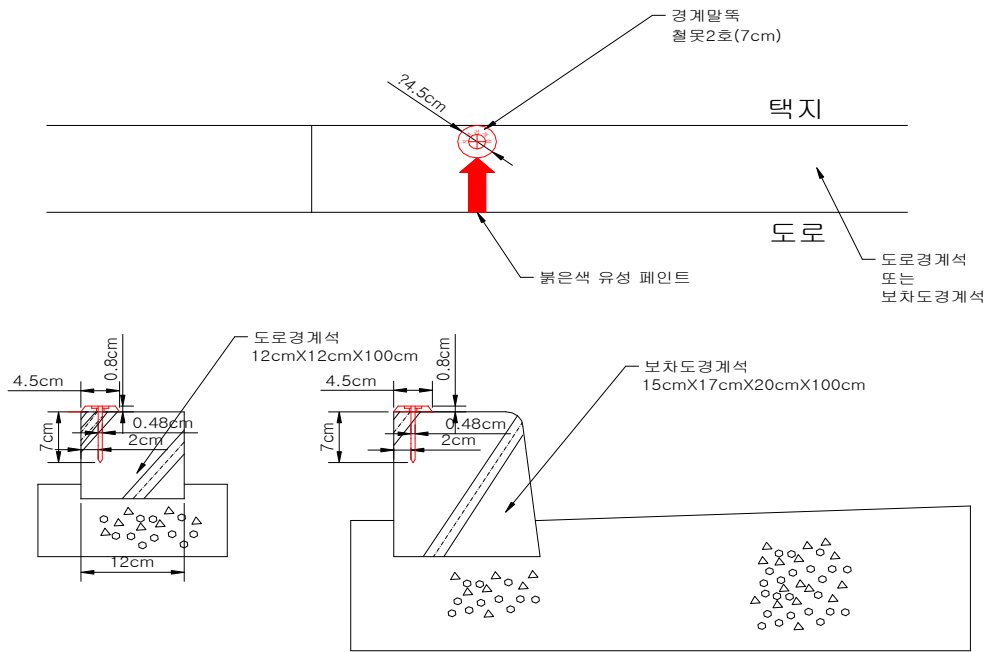 경계말뚝
철못2호(7cm)
?4.5cm
택지
도로
도로경계석
또는
보차도경계석
붉은색 유성 페인트
도로경계석
12cmX12cmX100cm
0.8cm
4.5cm
0.48cm
2cm
7cm
12cm
보차도경계석
15cmX17cmX20cmX100cm
0.8cm
4.5cm
0.48cm
2cm
7cm